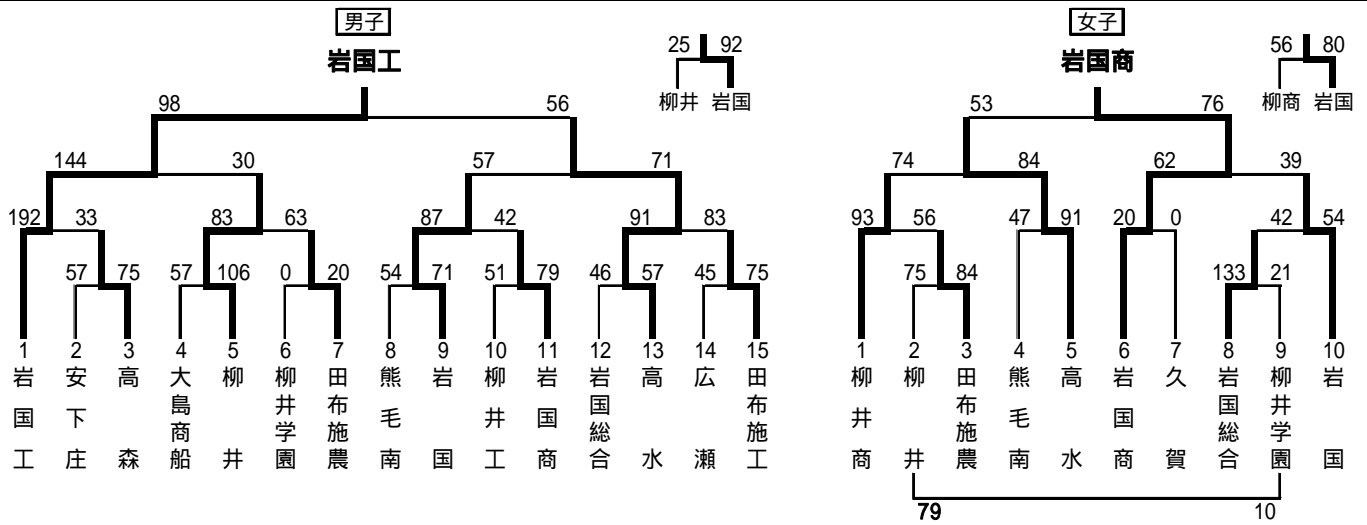 男子
岩国工
25 92
柳井 岩国
98 56
144 30 57 71
192 33 83 63 87 42 91 83
57 75 57 106 0 20 54 71 51 79 46 57 45 75
1 2 3 4 5 6 7 8 9 10 11 12 13 14 15
岩国工
安下庄
高森
大島商船
柳井
柳井学園
田布施農
熊毛南
岩国
柳井工
岩国商
岩国総合
高水
広瀬
田布施工
女子
岩国商
56 80
柳商 岩国
53 76
74 84 62 39
93 56 47 91 20 0 42 54
75 84 133 21
1 2 3 4 5 6 7 8 9 10
柳井商
柳井
田布施農
熊毛南
高水
岩国商
久賀
岩国総合
柳井学園
岩国
79 10